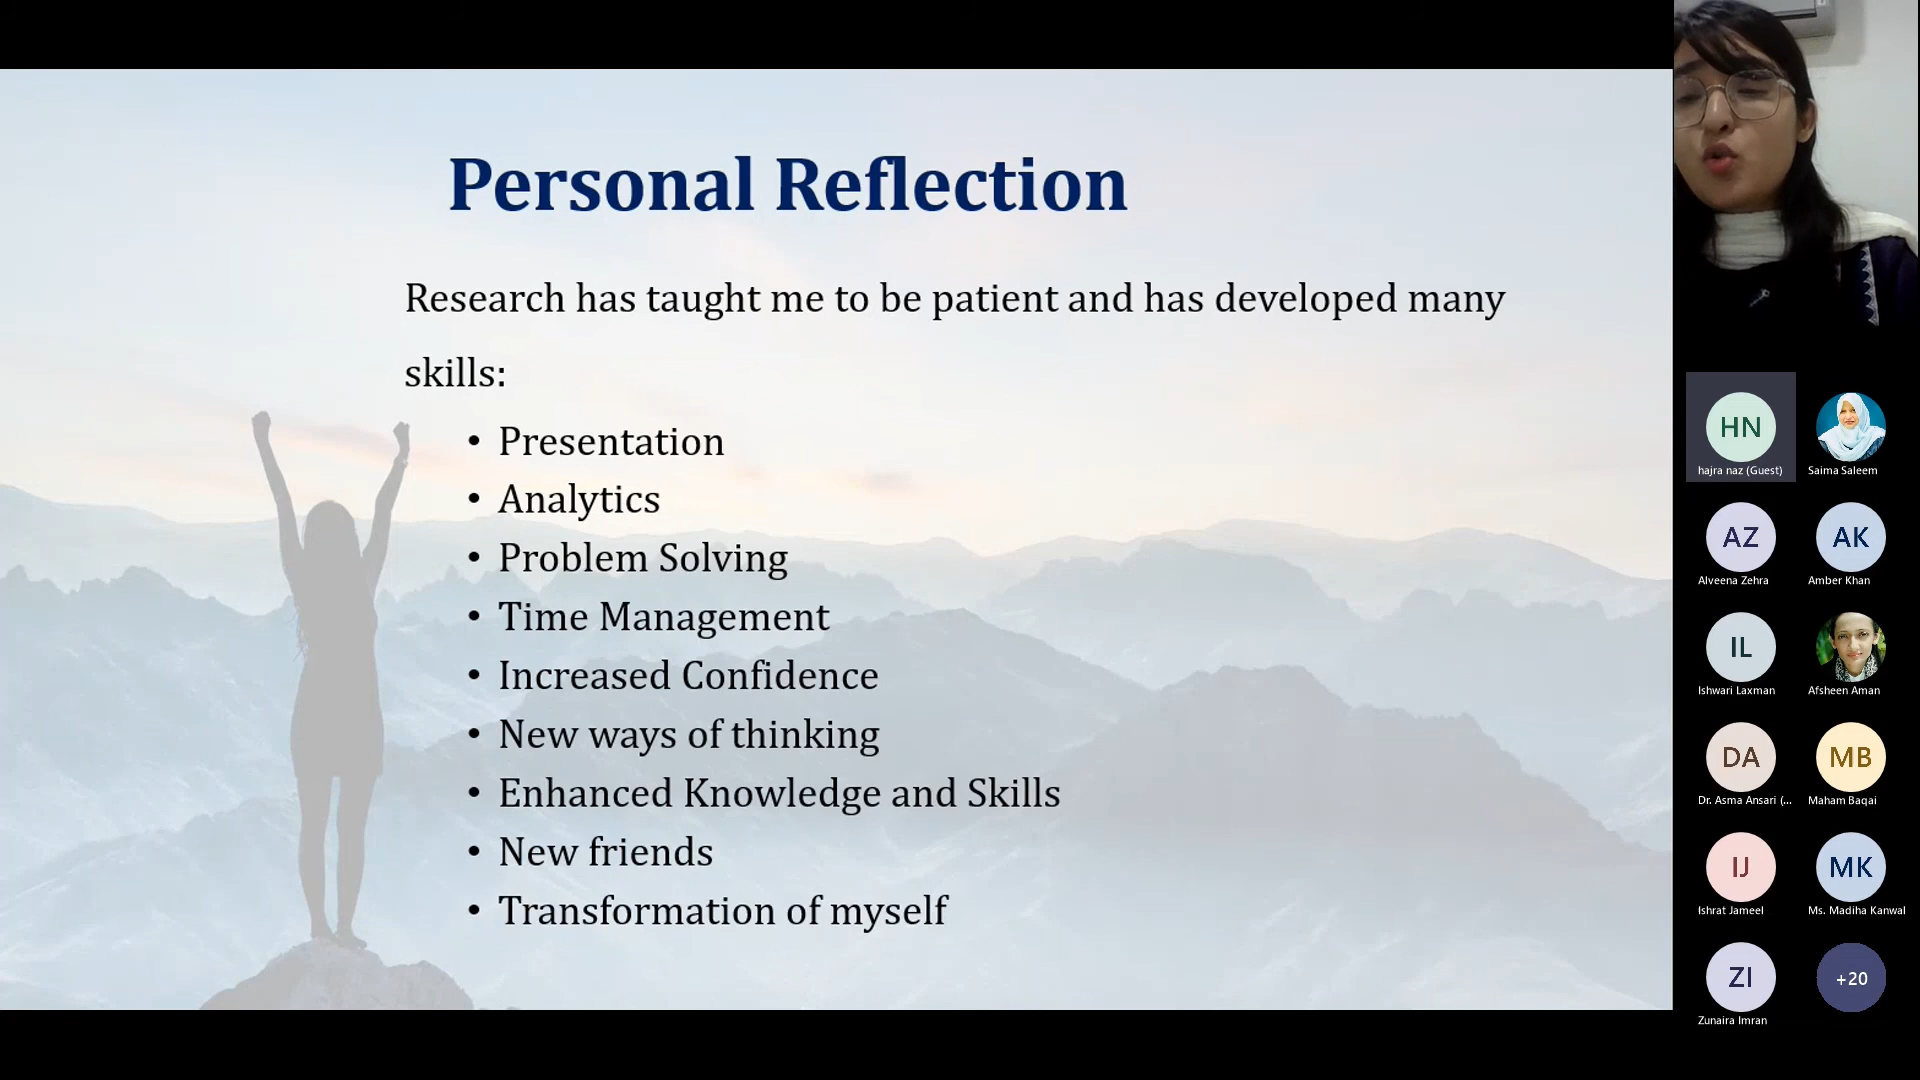 Personal Reflection
Research has taught me to be patient and has developed many
skills:
• Presentation
• Analytics
• Problem Solving
• Time Management
• Increased Confidence
• New ways of thinking
• Enhanced Knowledge and Skills
• New friends
• Transformation of myself
HN
hajra naz (Guest)
Saima Saleem
AZ
Alveena Zehra
AK
Amber Khan
IL
Ishwari Laxman
Afsheen Aman
DA
Dr. Asma Ansari (...
MB
Maham Baqai
IJ
Ishrat Jameel
MK
Ms. Madiha Kanwal
ZI
Zunaira Imran
+20